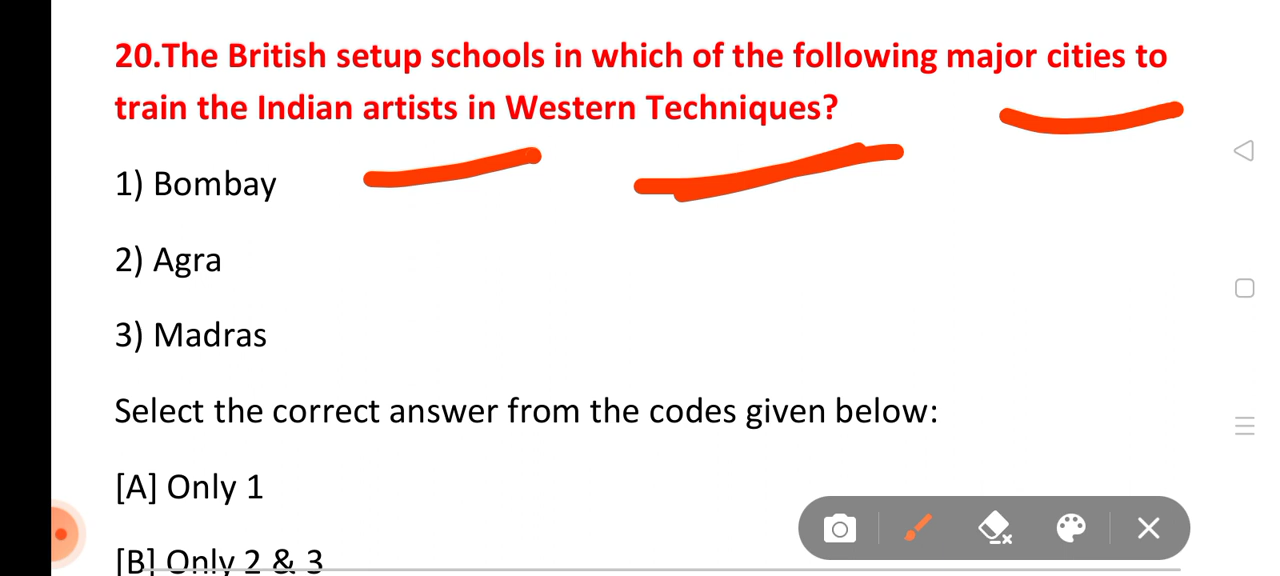 20.The British setup schools in which of the following major cities to
train the Indian artists in Western Techniques?
1) Bombay
2) Agra
3) Madras
Select the correct answer from the codes given below:
[A] Only 1
[B] Only 2 & 3